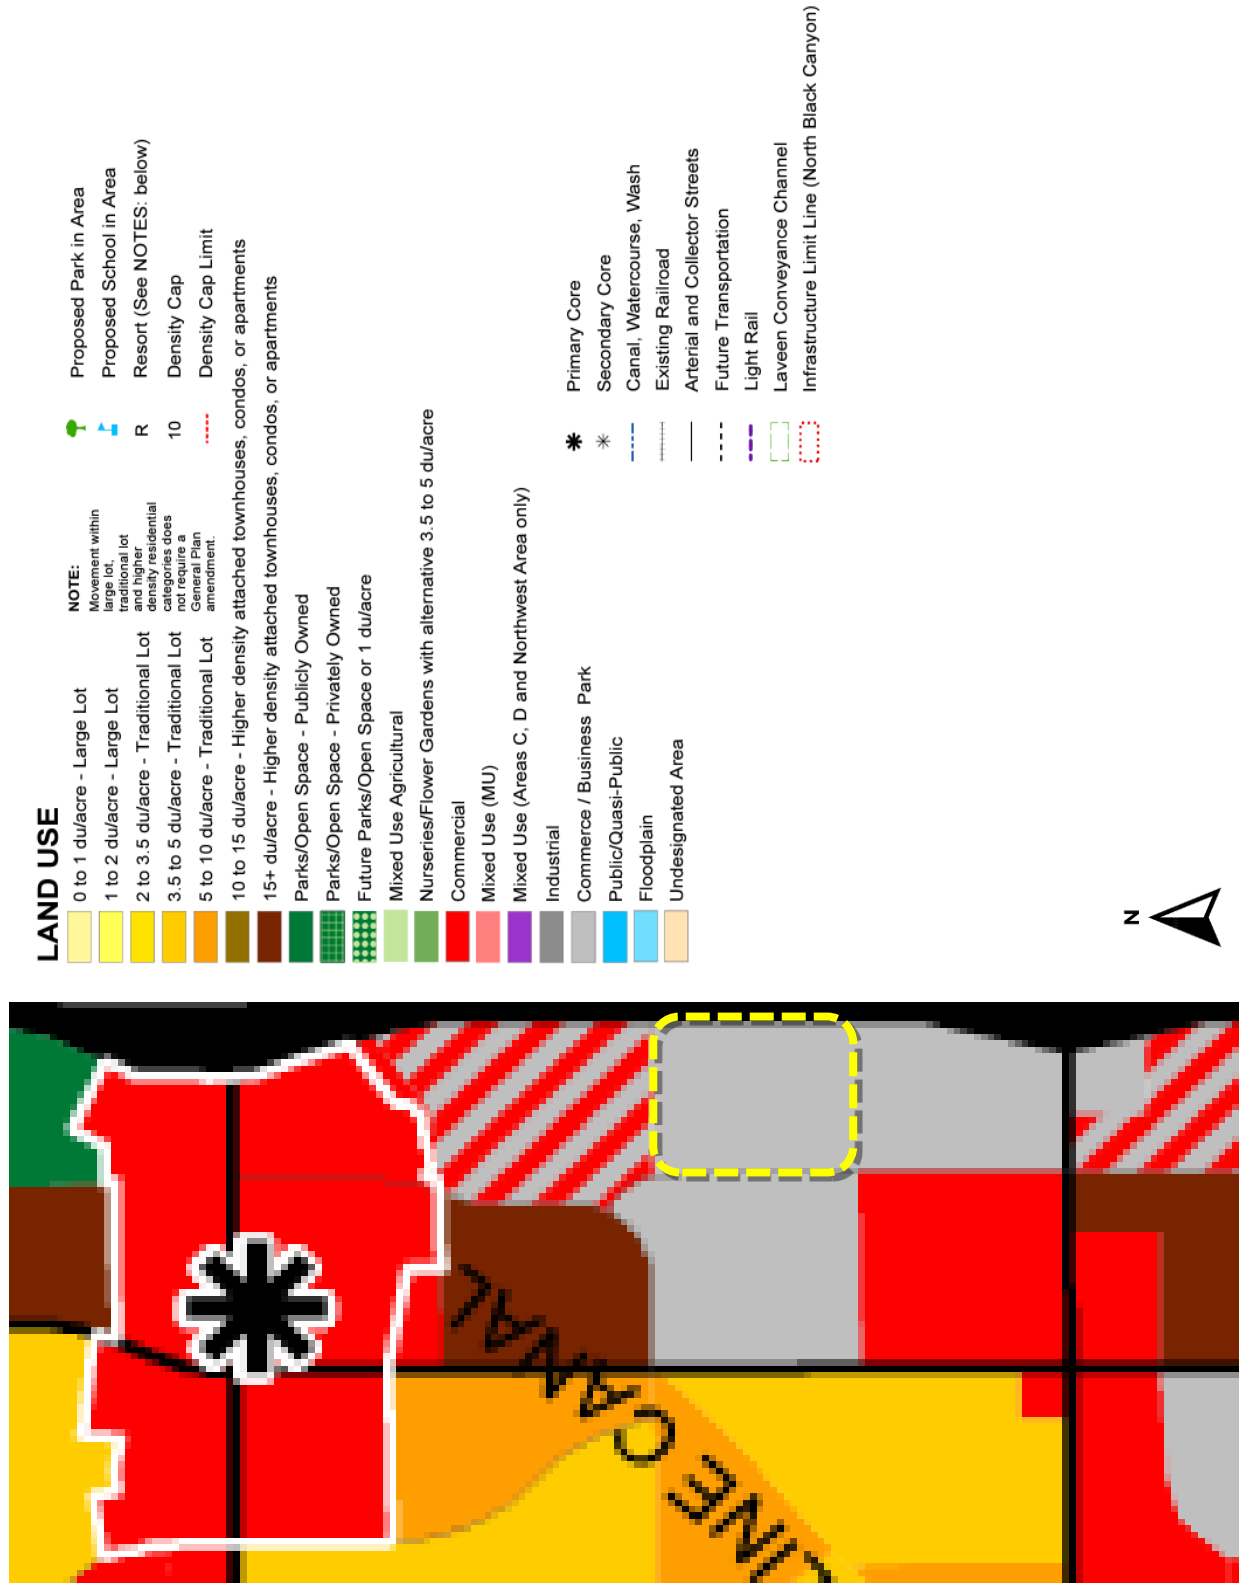 LAND USE
0 to 1 du/acre - Large Lot
1 to 2 du/acre - Large Lot
2 to 3.5 du/acre - Traditional Lot
3.5 to 5 du/acre - Traditional Lot
5 to 10 du/acre - Traditional Lot
10 to 15 du/acre - Higher density attached townhouses, condos, or apartments
15+ du/acre - Higher density attached townhouses, condos, or apartments
Parks/Open Space - Publicly Owned
Parks/Open Space - Privately Owned
Future Parks/Open Space or 1 du/acre
Mixed Use Agricultural
Nurseries/Flower Gardens with alternative 3.5 to 5 du/acre
Commercial
Mixed Use (MU)
Mixed Use (Areas C, D and Northwest Area only)
Industrial
Commerce / Business Park
Public/Quasi-Public
Floodplain
Undesignated Area
NOTE:
Movement within
large lot,
traditional lot
and higher
density residential
categories does
not require a
General Plan
amendment.
Proposed Park in Area
Proposed School in Area
R Resort (See NOTES: below)
10 Density Cap
Density Cap Limit
Primary Core
Secondary Core
Canal, Watercourse, Wash
Existing Railroad
Arterial and Collector Streets
Future Transportation
Light Rail
Laveen Conveyance Channel
Infrastructure Limit Line (North Black Canyon)
N
LINE CANAL